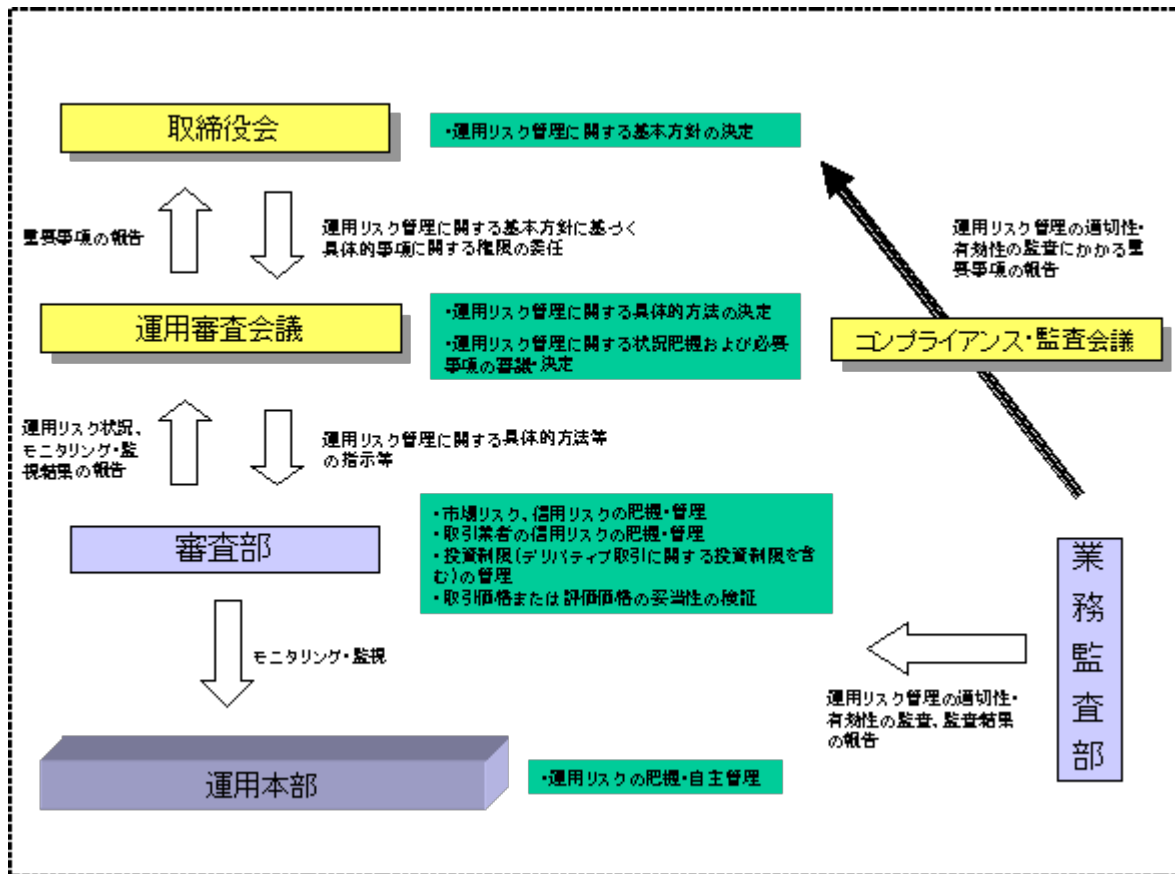 取締役会
・運用リスク管理に関する基本方針の決定
重要事項の報告
運用リスク管理に関する基本方針に基づく
具体的事項に関する権限の委任
運用リスク管理の適切性・
有効性の監査にかかる重
要事項の報告
運用審査会議
・運用リスク管理に関する具体的方法の決定
・運用リスク管理に関する状況把握および必要
事項の審議・決定
コンプライアンス・監査会議
運用リスク状況、
モニタリング・監
視結果の報告
運用リスク管理に関する具体的方法等
の指示等
審査部
・市場リスク、信用リスクの把握・管理
・取引業者の信用リスクの把握・管理
・投資制限(デリバティブ取引に関する投資制限を含
む)の管理
・取引価格または評価価格の妥当性の検証
業務監査部
モニタリング・監視
運用リスク管理の適切性・
有効性の監査、監査結果
の報告
運用本部
・運用リスクの把握・自主管理